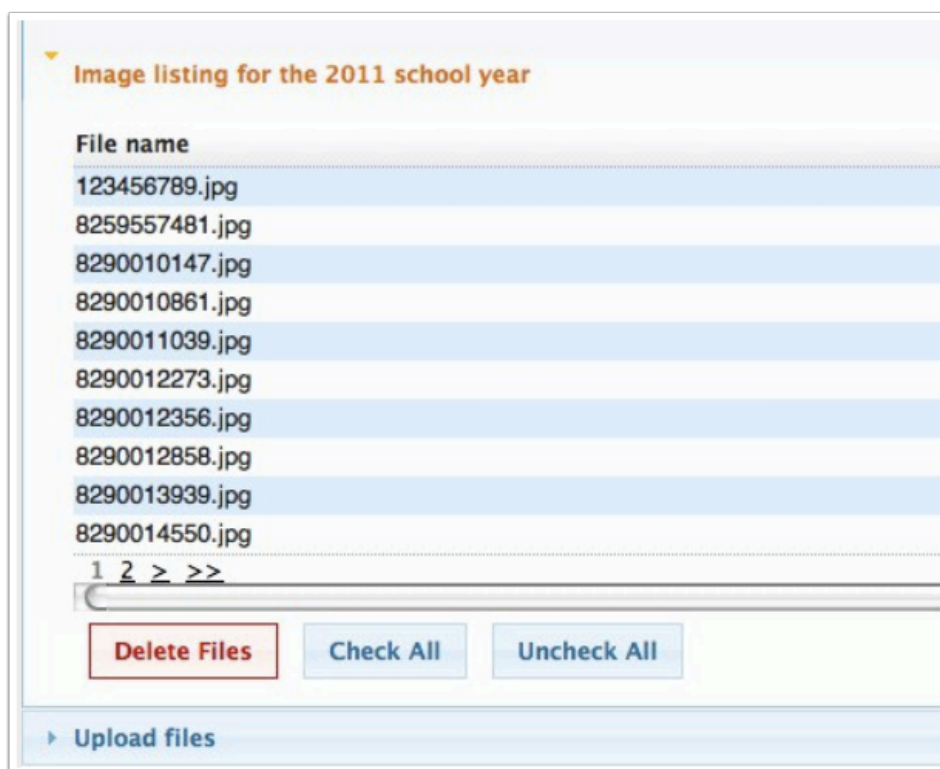 Image listing for the 2011 school year
File name
123456789.jpg
8259557481.jpg
8290010147.jpg
8290010861.jpg
8290011039.jpg
8290012273.jpg
8290012356.jpg
8290012858.jpg
8290013939.jpg
8290014550.jpg
1 2 > >>
Delete Files Check All Uncheck All
Upload files